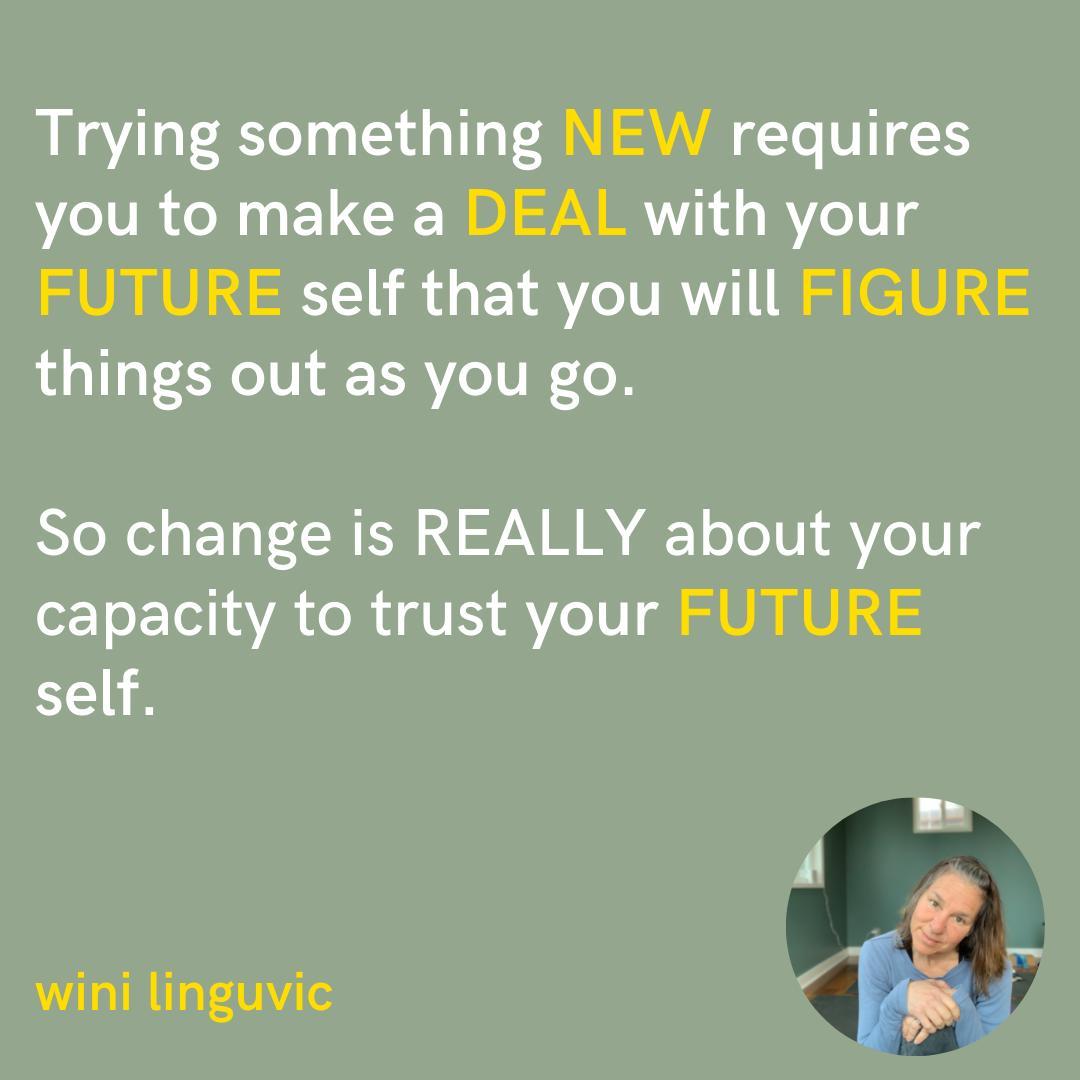 Trying something NEW requires
you to make a DEAL with your
FUTURE self that you will FIGURE
things out as you go.
So change is REALLY about your
capacity to trust your FUTURE
self.
wini linguvic